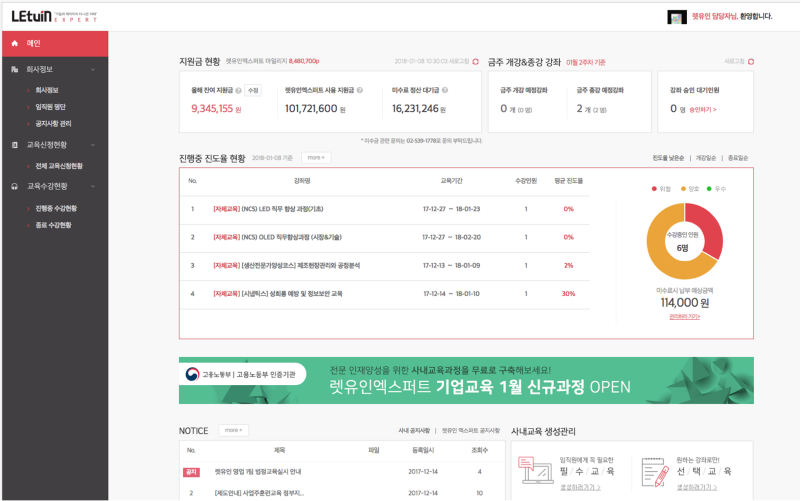 LEtuiN
EXPERT
렛유인 담당자님, 환영합니다.
메인
회사정보
회사정보
임직원 명단
공지사항 관리
교육신청현황
전체 교육신청현황
교육수강현황
진행중 수강현황
종료 수강현황
지원금 현황 렛유인엑스퍼트 마일리지 8,480,700p
2018-01-08 10:30:03 새로고침
올해 잔여 지원금 ? 수정
9,345,155 원
렛유인엑스퍼트 사용 지원금 ?
101,721,600 원
미수료 정산 대기금 ?
16,231,246 원
* 미수금 관련 문의는 02-539-1778로 문의 부탁드립니다.
금주 개강&종강 강좌 01월 2주차 기준
새로고침
금주 개강 예정강좌
0 개 (0 명)
금주 종강 예정강좌
2 개 (2 명)
강좌 승인 대기인원
0 명 승인하기 >
진행중 진도율 현황 2018-01-08 기준 more +
진도율 낮은순 | 개강일순 | 종료일순
No. 강좌명 교육기간 수강인원 평균 진도율
1 [자체교육] (NCS) LED 직무 향상 과정(기초) 17-12-27 ~ 18-01-23 1 0%
2 [자체교육] (NCS) OLED 직무향상과정 (시장&기술) 17-12-27 ~ 18-02-20 1 0%
3 [자체교육] [생산전문가양성코스] 제조현장관리와 공정분석 17-12-13 ~ 18-01-09 1 2%
4 [자체교육] [시냅틱스] 성희롱 예방 및 정보보안 교육 17-12-14 ~ 18-01-10 1 30%
위험 양호 우수
수강중인 인원
6명
미수료시 납부 예상금액
114,000 원
관리하러 가기>
고용노동부 | 고용노동부 인증기관
전문 인재양성을 위한 사내교육과정을 무료로 구축해보세요!
렛유인엑스퍼트 기업교육 1월 신규과정 OPEN
NOTICE more +
사내 공지사항 | 렛유인 엑스퍼트 공지사항
No. 제목 파일 등록일시 조회수
공지 렛유인 영업 1팀 법정교육실시 안내 2017-12-14 4
2 [제도안내] 사업주훈련교육 정부지... 2017-12-14 10
사내교육 생성관리
임직원에게 꼭 필요한
필 / 수 / 교 / 육
생성하러가기 >
원하는 강좌로만!
선 / 택 / 교 / 육
생성하러가기 >